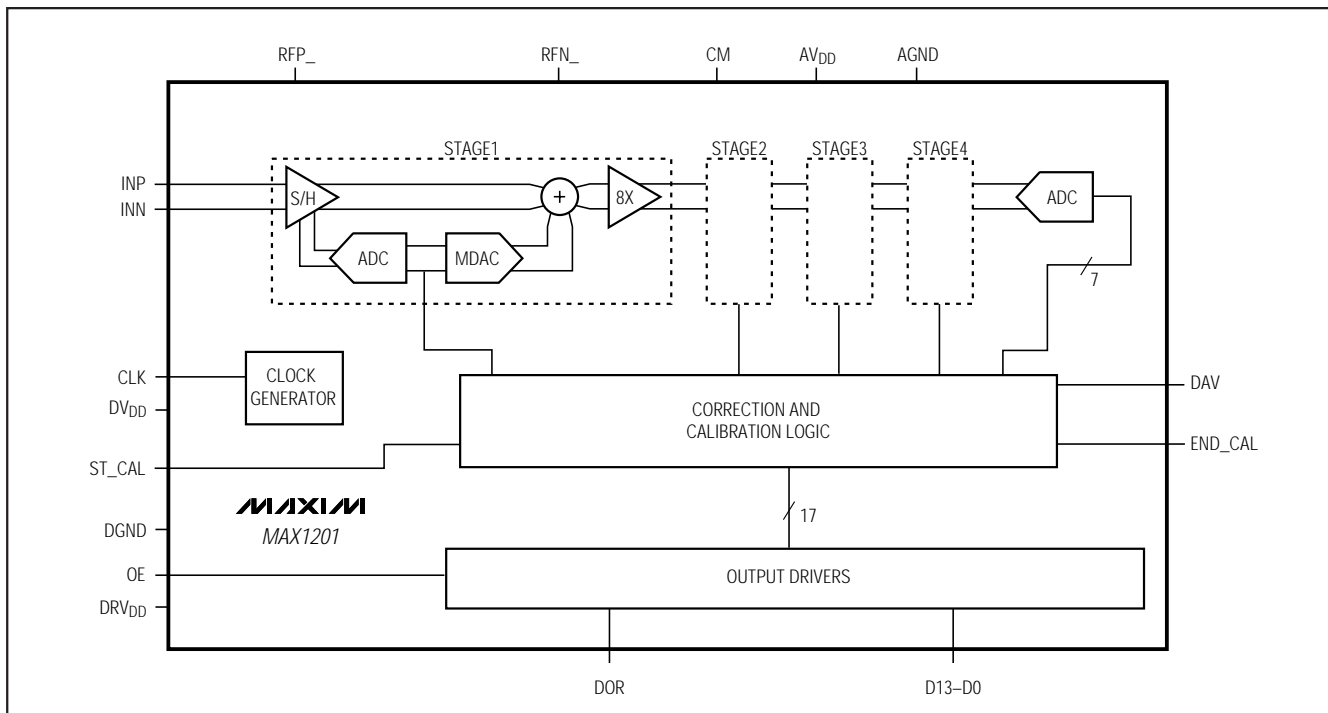 RFP_ RFN_ CM AVDD AGND
STAGE1 STAGE2 STAGE3 STAGE4
INP
INN
S/H
+
8X
ADC
ADC
MDAC
7
CLK
CLOCK
GENERATOR
DVDD
CORRECTION AND
CALIBRATION LOGIC
DAV
END_CAL
ST_CAL
MAXIM
MAX1201
17
DGND
OE
OUTPUT DRIVERS
DRVDD
DOR D13–D0